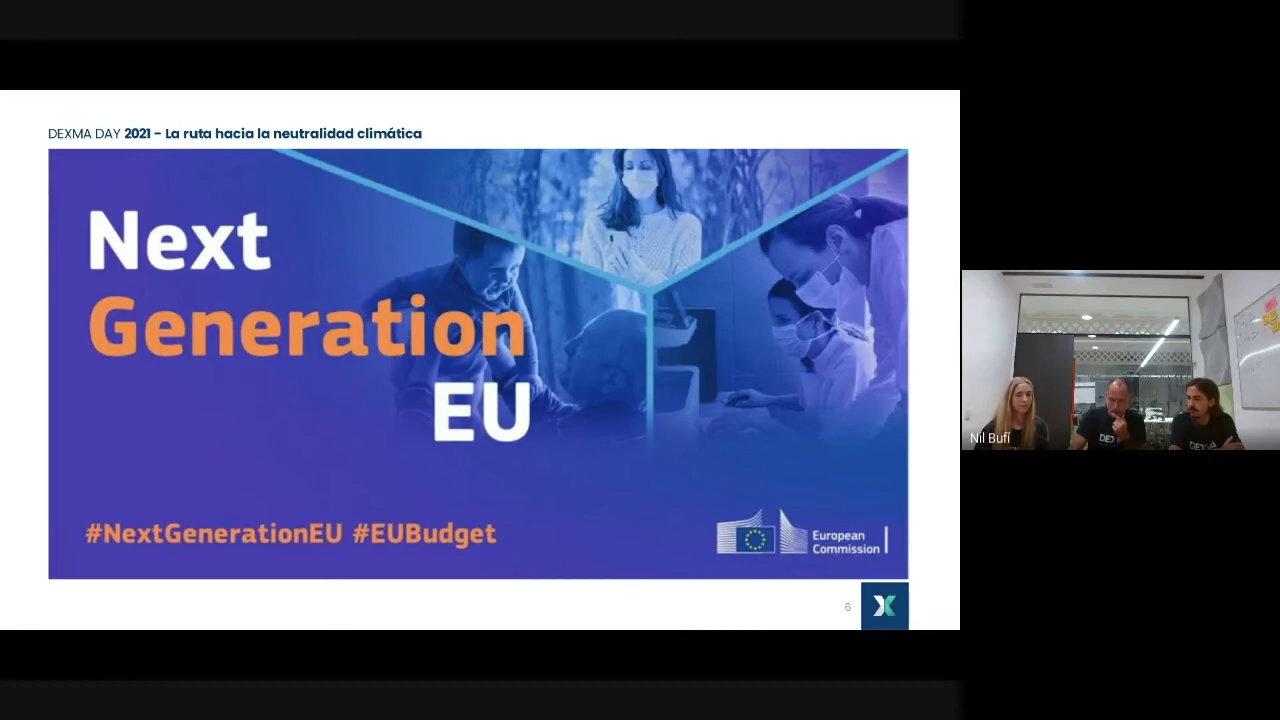 DEXMA DAY 2021 - La ruta hacia la neutralidad climática
Next
Generation
EU
#NextGenerationEU #EUBudget
European
Commission
6
Nil Bufí